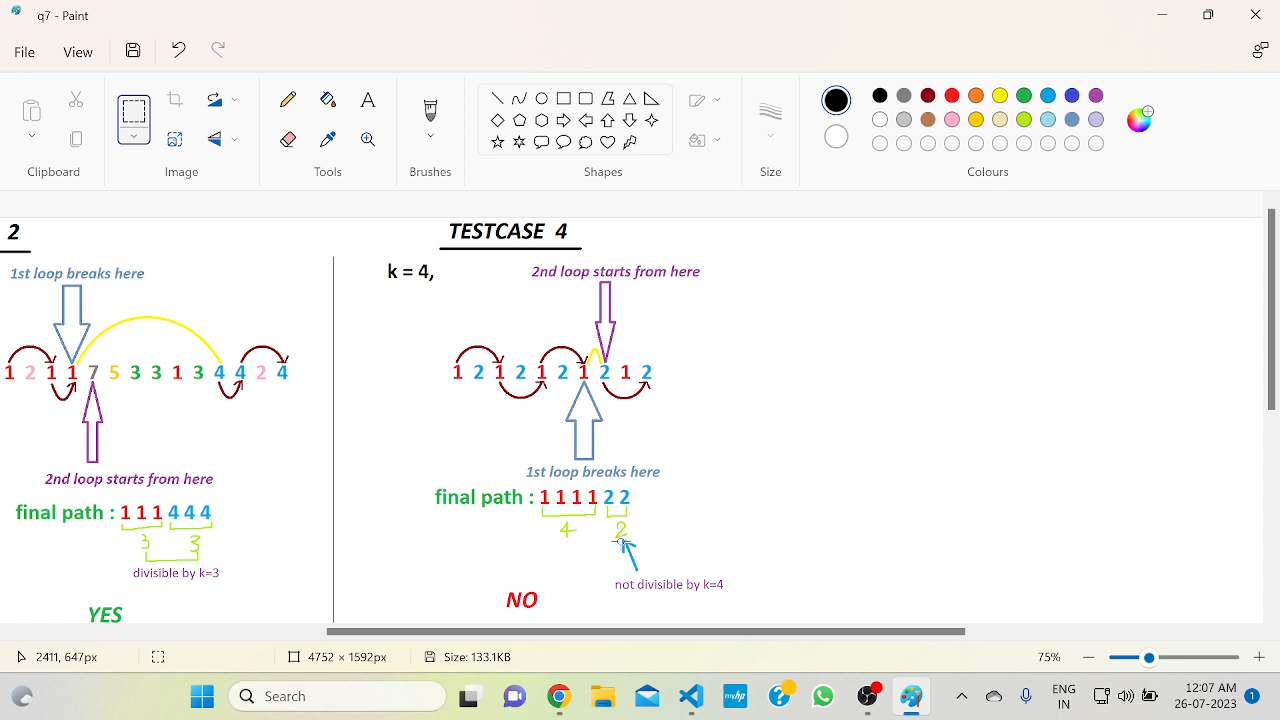 q7 - Paint
File View
Clipboard
Image
Tools
Brushes
Shapes
Size
Colours
2
1st loop breaks here
1 2 1 1 7 5 3 3 1 3 4 4 2 4
2nd loop starts from here
final path : 1 1 1 4 4 4
3 3
divisible by k=3
YES
TESTCASE 4
k = 4,
2nd loop starts from here
1 2 1 2 1 2 1 2 1 2
1st loop breaks here
final path : 1 1 1 1 2 2
4 2
not divisible by k=4
NO
2411, 647px
4752 × 1592px
Size: 133.1KB
75%
Search
myhp
ENG
IN
12:07 AM
26-07-2023
1